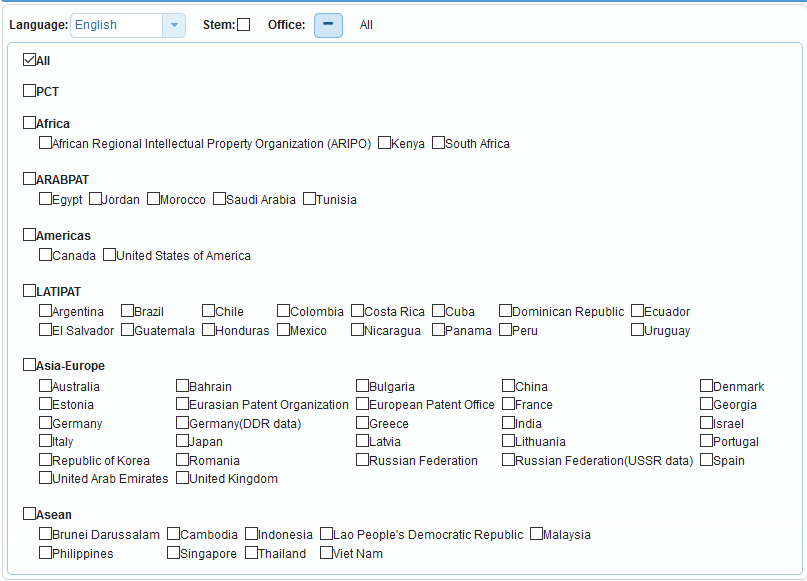 Language: English Stem: Office: − All
All
PCT
Africa
African Regional Intellectual Property Organization (ARIPO) Kenya South Africa
ARABPAT
Egypt Jordan Morocco Saudi Arabia Tunisia
Americas
Canada United States of America
LATIPAT
Argentina Brazil Chile Colombia Costa Rica Cuba Dominican Republic Ecuador
El Salvador Guatemala Honduras Mexico Nicaragua Panama Peru Uruguay
Asia-Europe
Australia Bahrain Bulgaria China Denmark
Estonia Eurasian Patent Organization European Patent Office France Georgia
Germany Germany(DDR data) Greece India Israel
Italy Japan Latvia Lithuania Portugal
Republic of Korea Romania Russian Federation Russian Federation(USSR data) Spain
United Arab Emirates United Kingdom
Asean
Brunei Darussalam Cambodia Indonesia Lao People's Democratic Republic Malaysia
Philippines Singapore Thailand Viet Nam